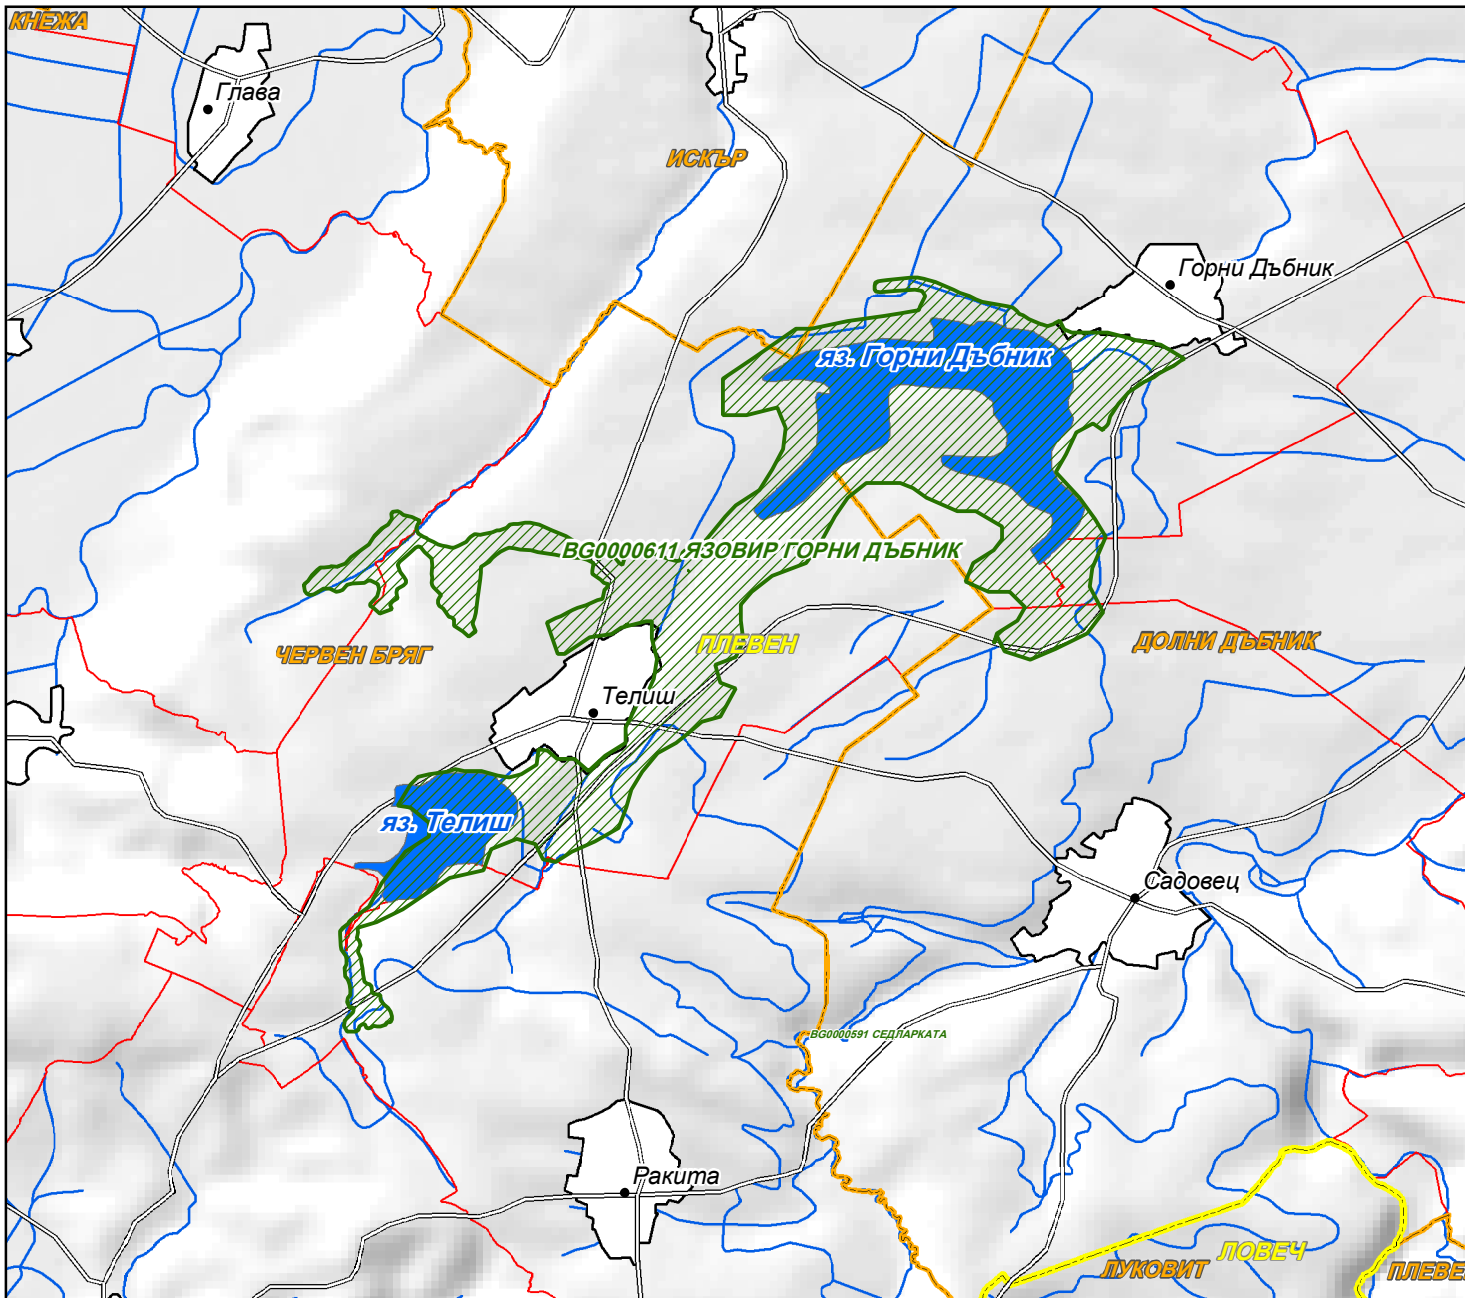 КНЕЖА
Глава
ИСКЪР
Горни Дъбник
яз. Горни Дъбник
BG0000611 ЯЗОВИР ГОРНИ ДЪБНИК
ЧЕРВЕН БРЯГ
ПЛЕВЕН
ДОЛНИ ДЪБНИК
Телиш
яз. Телиш
Садовец
BG0000591 СЕДЛАРКАТА
Ракита
ЛОВЕЧ
ЛУКОВИТ
ПЛЕВЕ